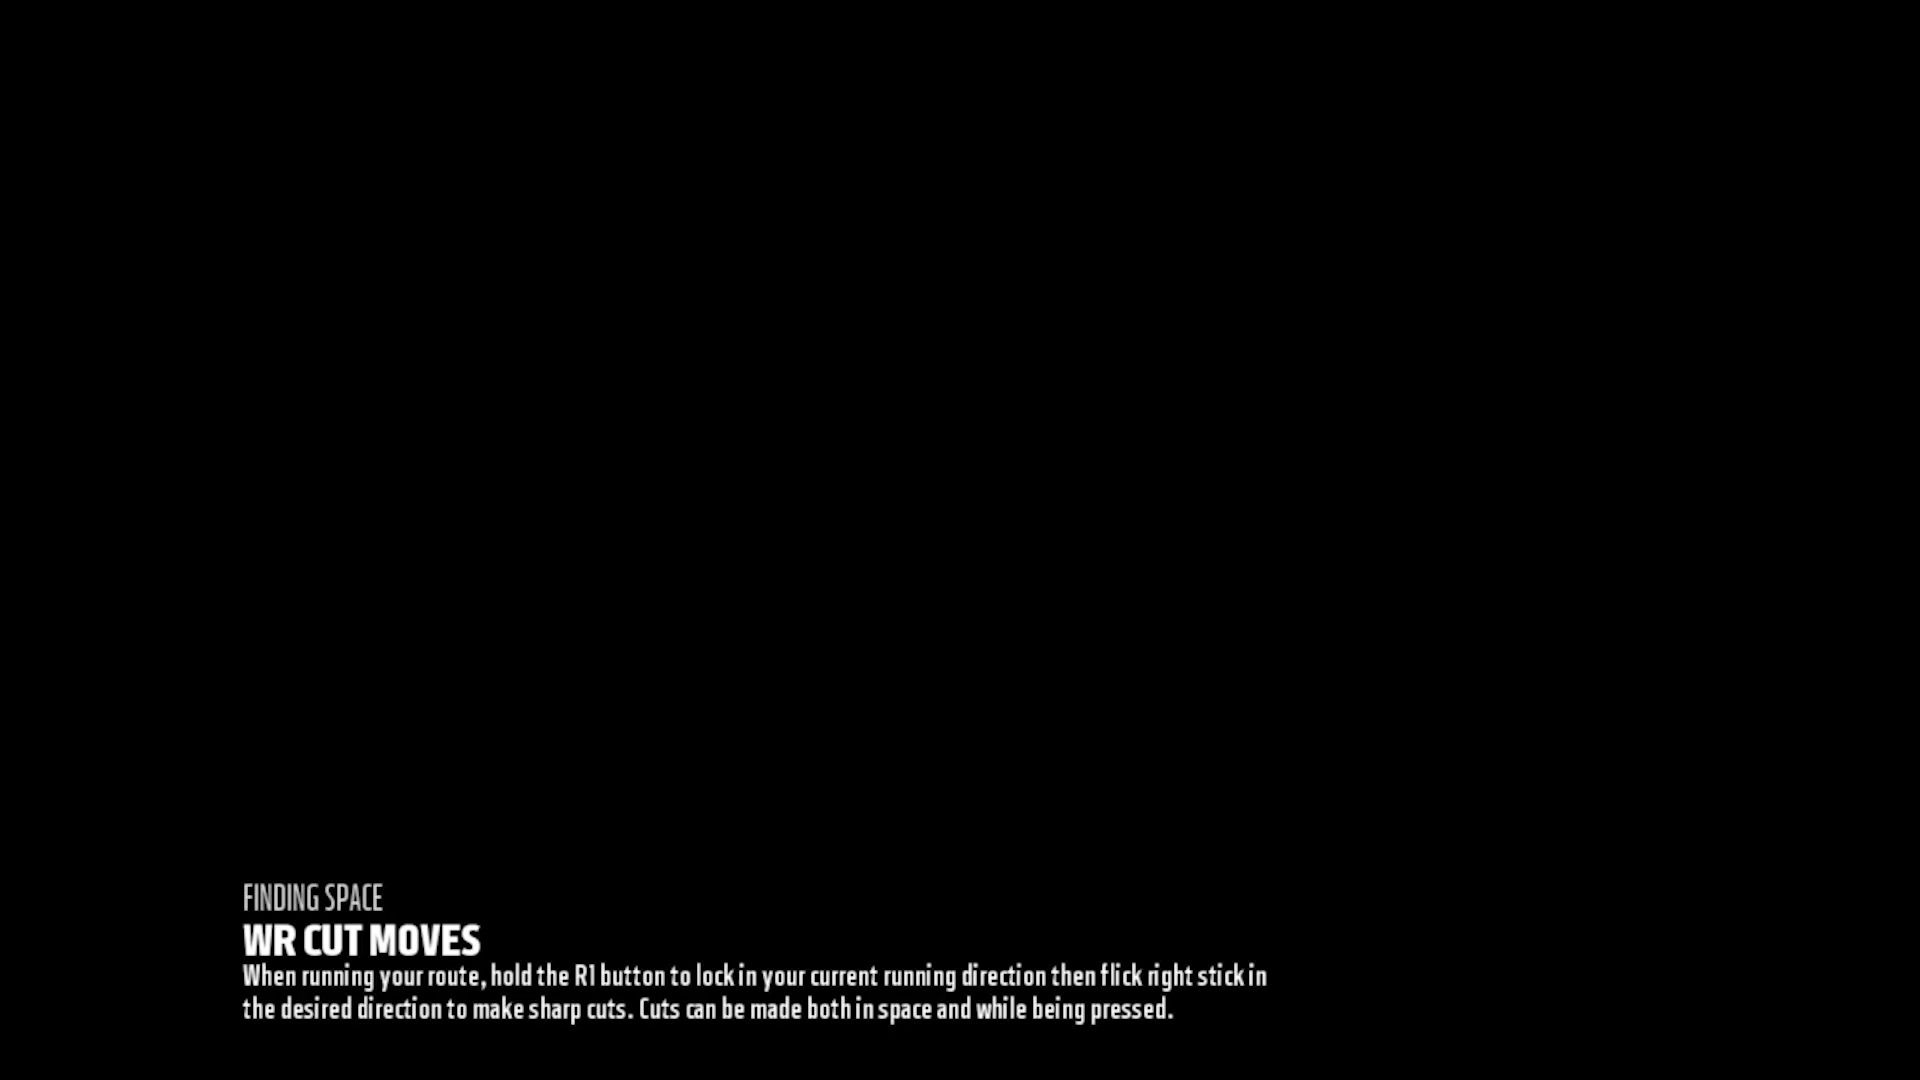 FINDING SPACE
WR CUT MOVES
When running your route, hold the R1 button to lock in your current running direction then flick right stick in
the desired direction to make sharp cuts. Cuts can be made both in space and while being pressed.